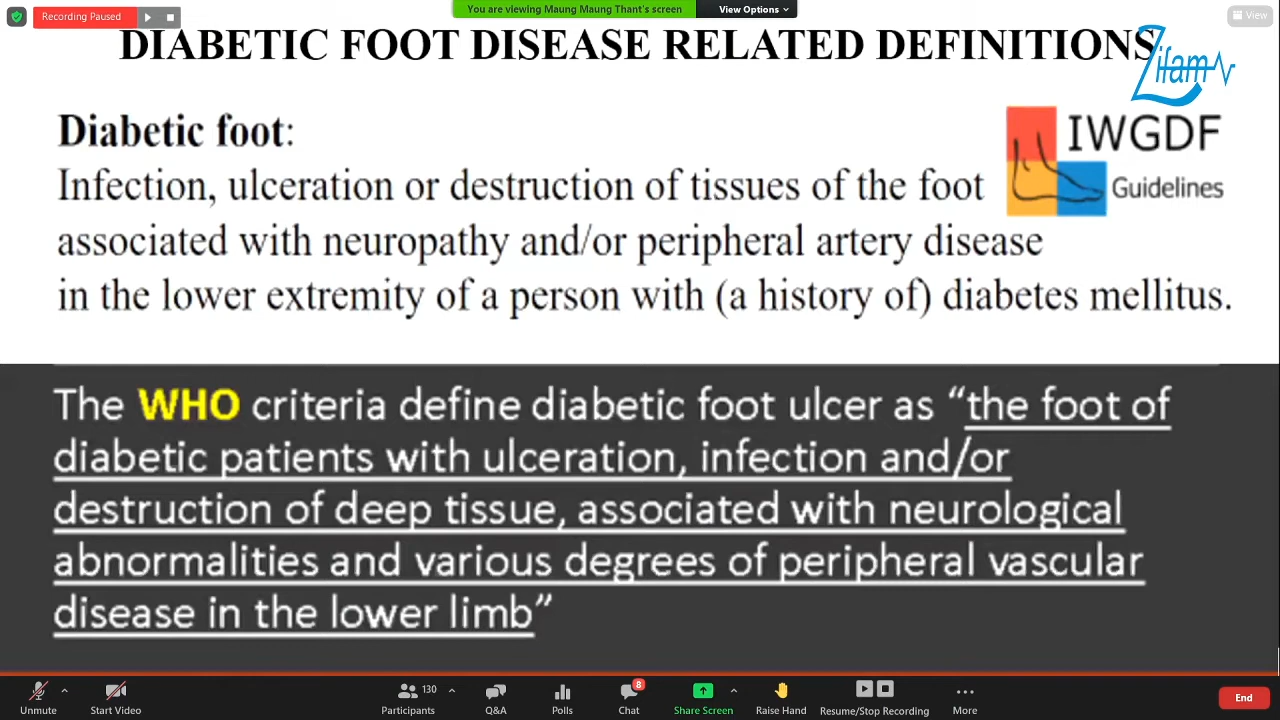 Recording Paused
You are viewing Maung Maung Thant's screen
View Options
View
DIABETIC FOOT DISEASE RELATED DEFINITIONS
Zifam
Diabetic foot:
IWGDF
Guidelines
Infection, ulceration or destruction of tissues of the foot
associated with neuropathy and/or peripheral artery disease
in the lower extremity of a person with (a history of) diabetes mellitus.
The WHO criteria define diabetic foot ulcer as “the foot of
diabetic patients with ulceration, infection and/or
destruction of deep tissue, associated with neurological
abnormalities and various degrees of peripheral vascular
disease in the lower limb”
Unmute
Start Video
Participants 130
Q&A
Polls
Chat 8
Share Screen
Raise Hand
Resume/Stop Recording
More
End